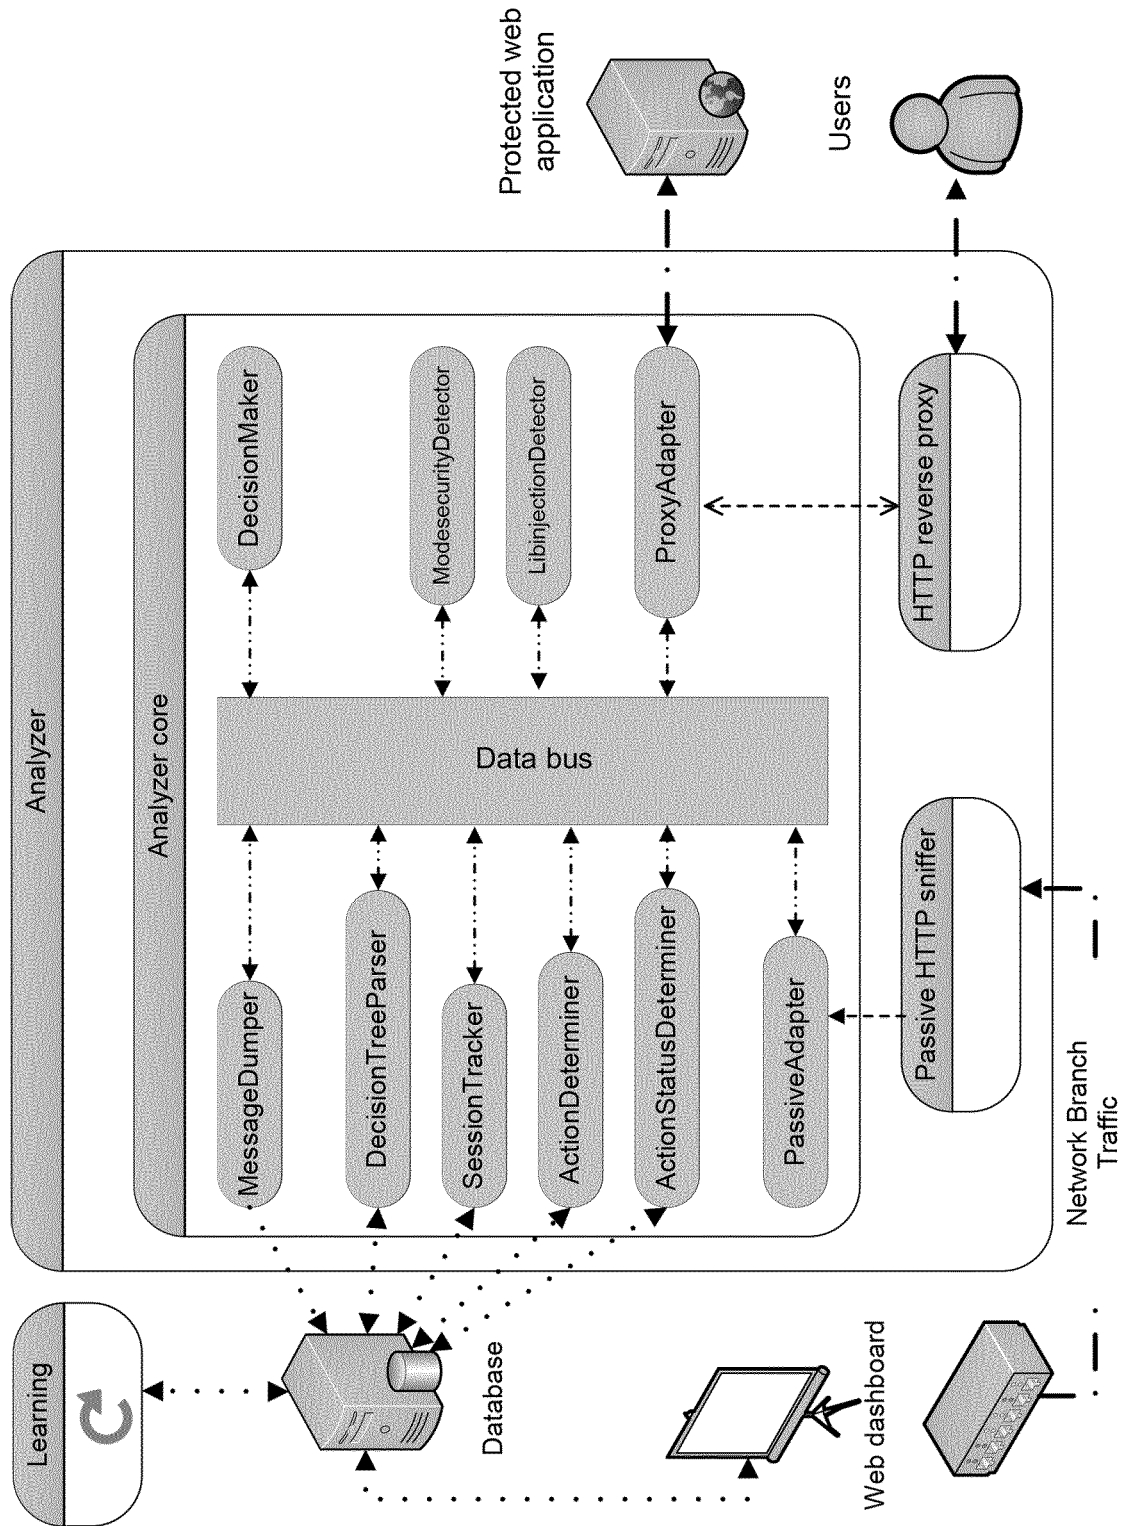 Learning
Analyzer
Analyzer core
MessageDumper
DecisionTreeParser
SessionTracker
ActionDeterminer
ActionStatusDeterminer
PassiveAdapter
Data bus
DecisionMaker
ModesecurityDetector
LibinjectionDetector
ProxyAdapter
Passive HTTP sniffer
HTTP reverse proxy
Database
Web dashboard
Network Branch
Traffic
Protected web
application
Users